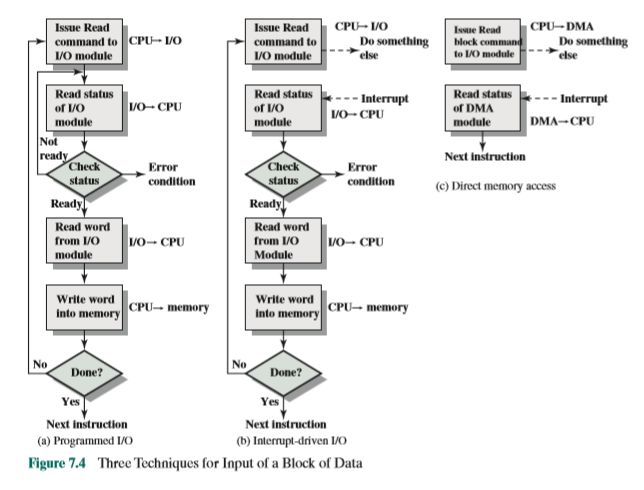 Issue Read
command to
I/O module
CPU→ I/O
Read status
of I/O
module
I/O→ CPU
Not
ready
Check
status
Error
condition
Ready
Read word
from I/O
module
I/O→ CPU
Write word
into memory
CPU→ memory
No
Done?
Yes
Next instruction
(a) Programmed I/O
Issue Read
command to
I/O module
CPU→ I/O
Do something
else
Read status
of I/O
module
Interrupt
I/O→ CPU
Check
status
Error
condition
Ready
Read word
from I/O
Module
I/O→ CPU
Write word
into memory
CPU→ memory
No
Done?
Yes
Next instruction
(b) Interrupt-driven I/O
Issue Read
block command
to I/O module
CPU→ DMA
Do something
else
Read status
of DMA
module
Interrupt
DMA→ CPU
Next instruction
(c) Direct memory access
Figure 7.4 Three Techniques for Input of a Block of Data